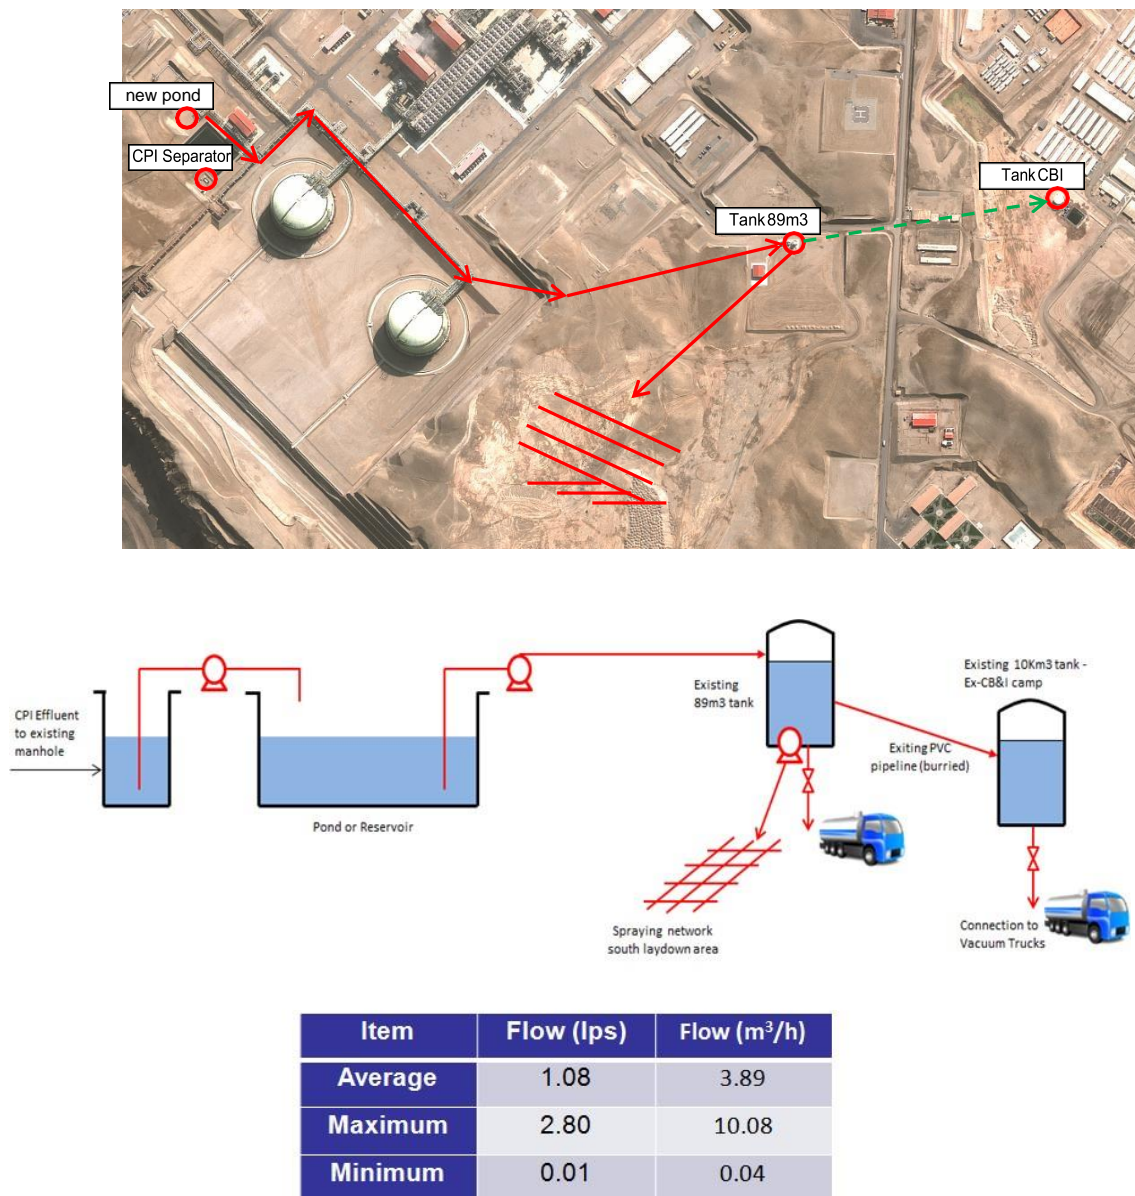 new pond
CPI Separator
Tank CBI
Tank 89m3
H
CPI Effluent
to existing
manhole
Pond or Reservoir
Existing
89m3 tank
Existing 10Km3 tank -
Ex-CB&I camp
Exiting PVC
pipeline (burried)
Spraying network
south laydown area
Connection to
Vacuum Trucks
Item Flow (lps) Flow (m³/h)
Average 1.08 3.89
Maximum 2.80 10.08
Minimum 0.01 0.04